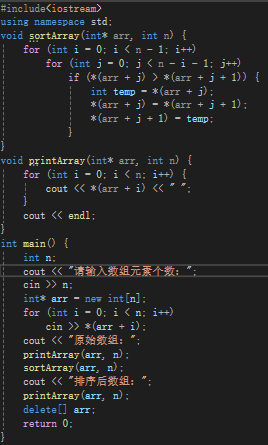 #include<iostream>
using namespace std;
void sortArray(int* arr, int n) {
for (int i = 0; i < n - 1; i++)
for (int j = 0; j < n - i - 1; j++)
if (*(arr + j) > *(arr + j + 1)) {
int temp = *(arr + j);
*(arr + j) = *(arr + j + 1);
*(arr + j + 1) = temp;
}
}
void printArray(int* arr, int n) {
for (int i = 0; i < n; i++) {
cout << *(arr + i) << " ";
}
cout << endl;
}
int main() {
int n;
cout << "请输入数组元素个数：";
cin >> n;
int* arr = new int[n];
for (int i = 0; i < n; i++)
cin >> *(arr + i);
cout << "原始数组：";
printArray(arr, n);
sortArray(arr, n);
cout << "排序后数组：";
printArray(arr, n);
delete[] arr;
return 0;
}